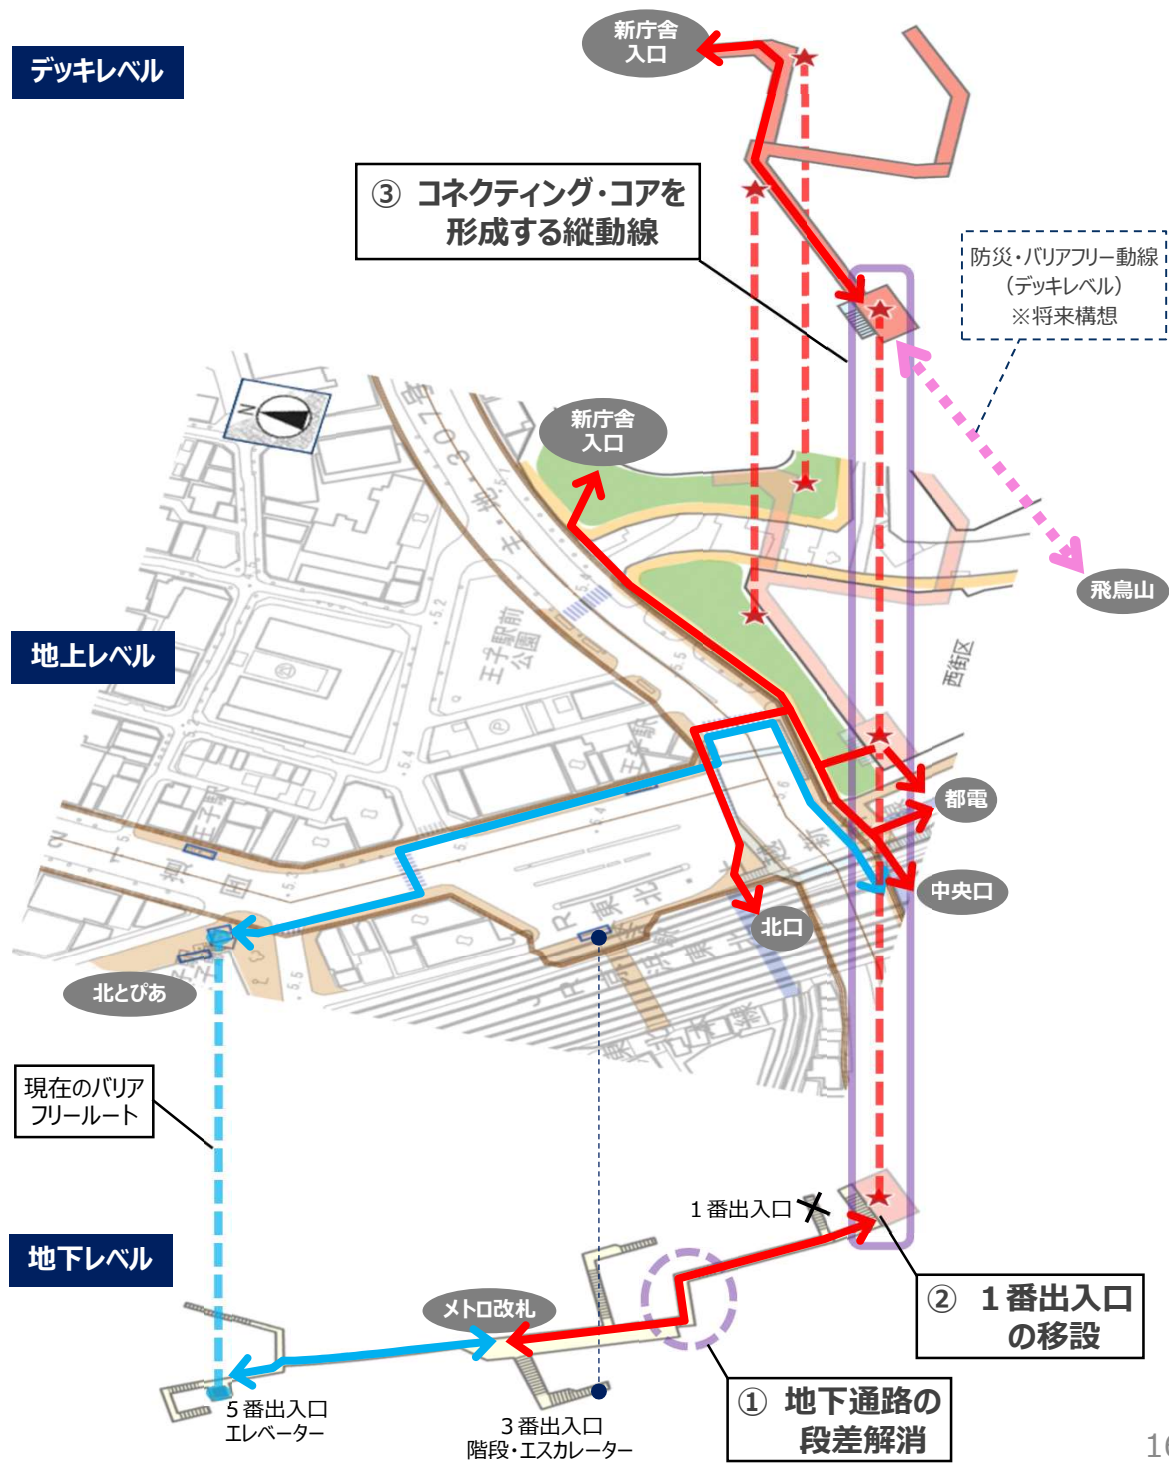 新庁舎
入口
デッキレベル
③ コネクティング・コアを
形成する縦動線
防災・バリアフリー動線
(デッキレベル)
※将来構想
N
新庁舎
入口
飛鳥山
地上レベル
王子駅前
公園
西街区
都電
中央口
北口
北とぴあ
現在のバリア
フリールート
1番出入口
地下レベル
メトロ改札
② 1番出入口
の移設
5番出入口
エレベーター
3番出入口
階段・エスカレーター
① 地下通路の
段差解消
16